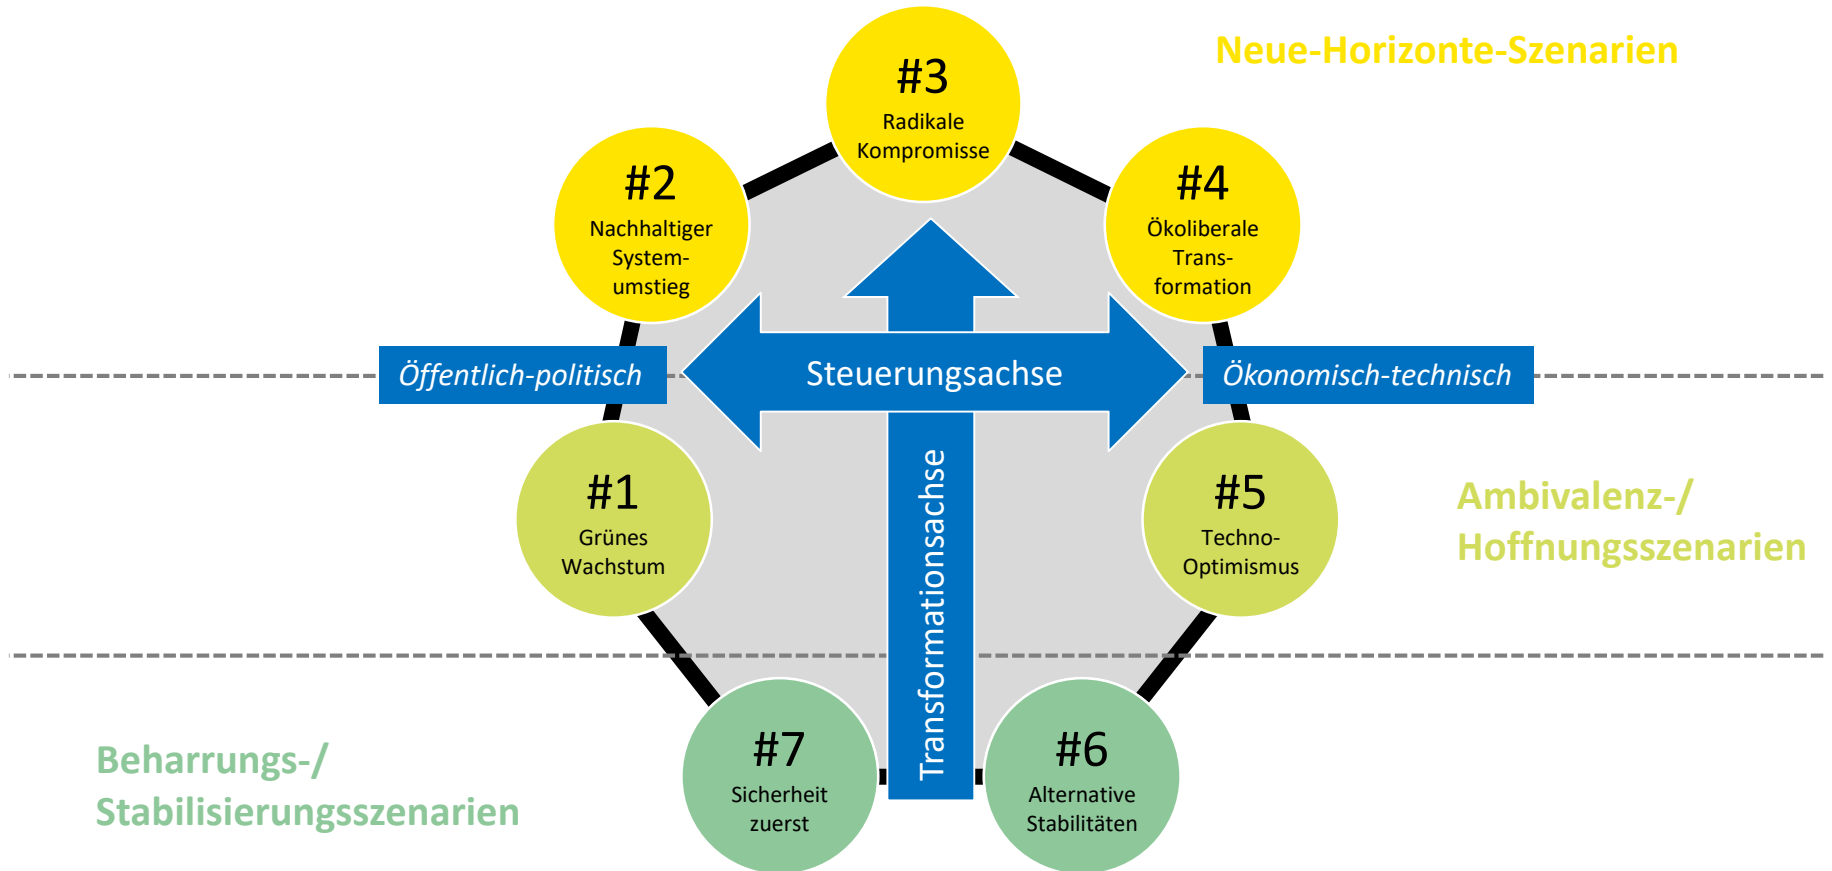 Neue-Horizonte-Szenarien
#3
Radikale
Kompromisse
#2
Nachhaltiger
System-
umstieg
#4
Ökoliberale
Trans-
formation
Öffentlich-politisch
Steuerungsachse
Ökonomisch-technisch
Transformationsachse
#1
Grünes
Wachstum
#5
Techno-
Optimismus
Ambivalenz-/
Hoffnungsszenarien
Beharrungs-/
Stabilisierungsszenarien
#7
Sicherheit
zuerst
#6
Alternative
Stabilitäten